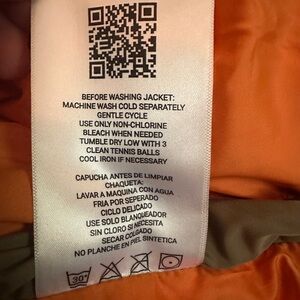 BEFORE WASHING JACKET:
MACHINE WASH COLD SEPARATELY
GENTLE CYCLE
USE ONLY NON-CHLORINE
BLEACH WHEN NEEDED
TUMBLE DRY LOW WITH 3
CLEAN TENNIS BALLS
COOL IRON IF NECESSARY
CAPUCHA ANTES DE LIMPIAR
CHAQUETA:
LAVAR A MAQUINA CON AGUA
FRIA POR SEPARADO
CICLO DELICADO
USE SOLO BLANQUEADOR
SIN CLORO SI NECESITA
SECAR COLGADO
NO PLANCHE EN PIEL SINTETICA
30°